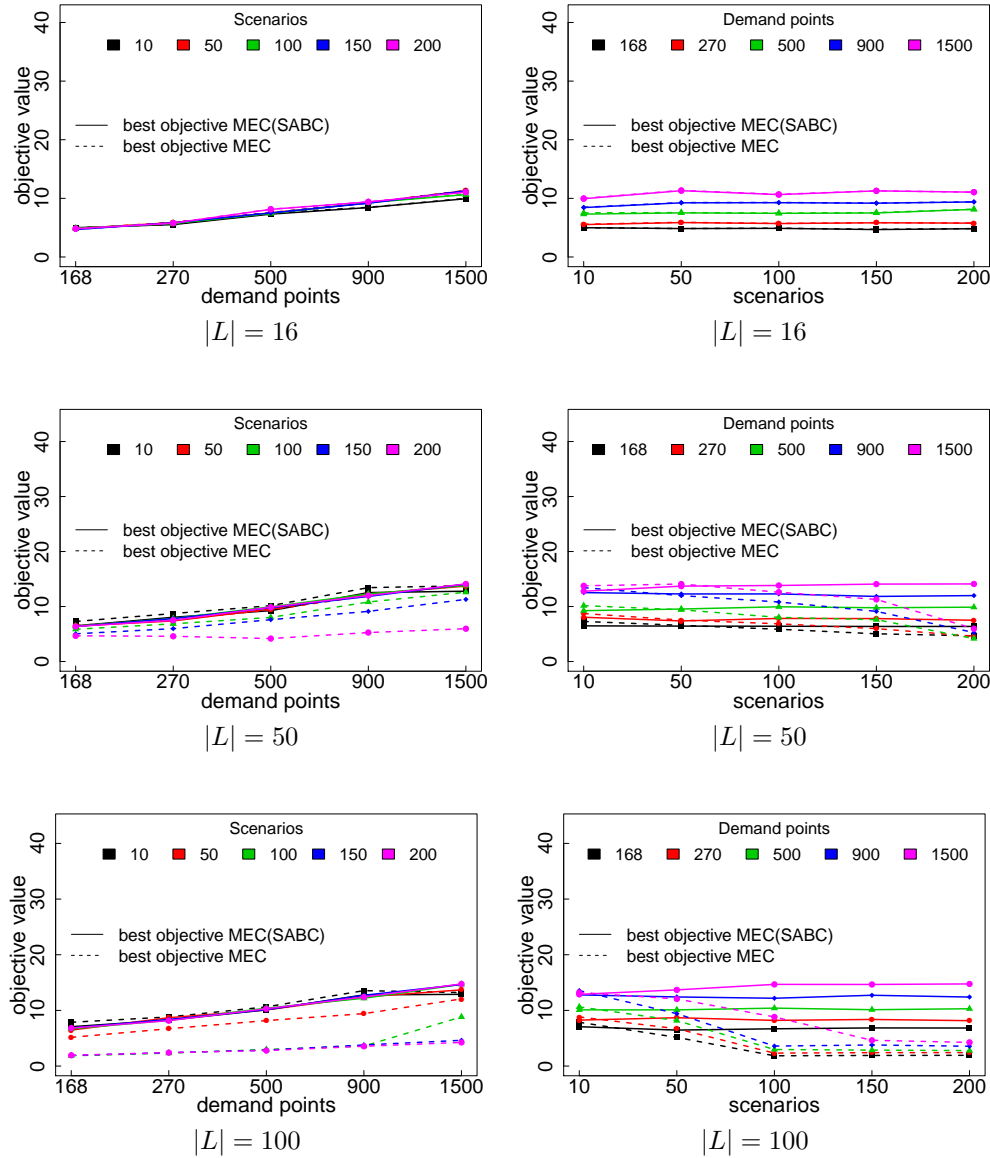 Scenarios
10 50 100 150 200
best objective MEC(SABC)
best objective MEC
objective value
0 10 20 30 40
168 270 500 900 1500
demand points
|L| = 16
Demand points
168 270 500 900 1500
best objective MEC(SABC)
best objective MEC
objective value
0 10 20 30 40
10 50 100 150 200
scenarios
|L| = 16
Scenarios
10 50 100 150 200
best objective MEC(SABC)
best objective MEC
objective value
0 10 20 30 40
168 270 500 900 1500
demand points
|L| = 50
Demand points
168 270 500 900 1500
best objective MEC(SABC)
best objective MEC
objective value
0 10 20 30 40
10 50 100 150 200
scenarios
|L| = 50
Scenarios
10 50 100 150 200
best objective MEC(SABC)
best objective MEC
objective value
0 10 20 30 40
168 270 500 900 1500
demand points
|L| = 100
Demand points
168 270 500 900 1500
best objective MEC(SABC)
best objective MEC
objective value
0 10 20 30 40
10 50 100 150 200
scenarios
|L| = 100